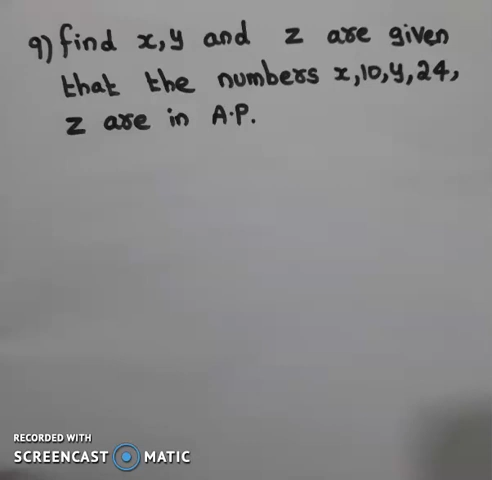 9) find x, y and z are given
that the numbers x, 10, y, 24,
z are in A.P.
RECORDED WITH
SCREENCAST MATIC